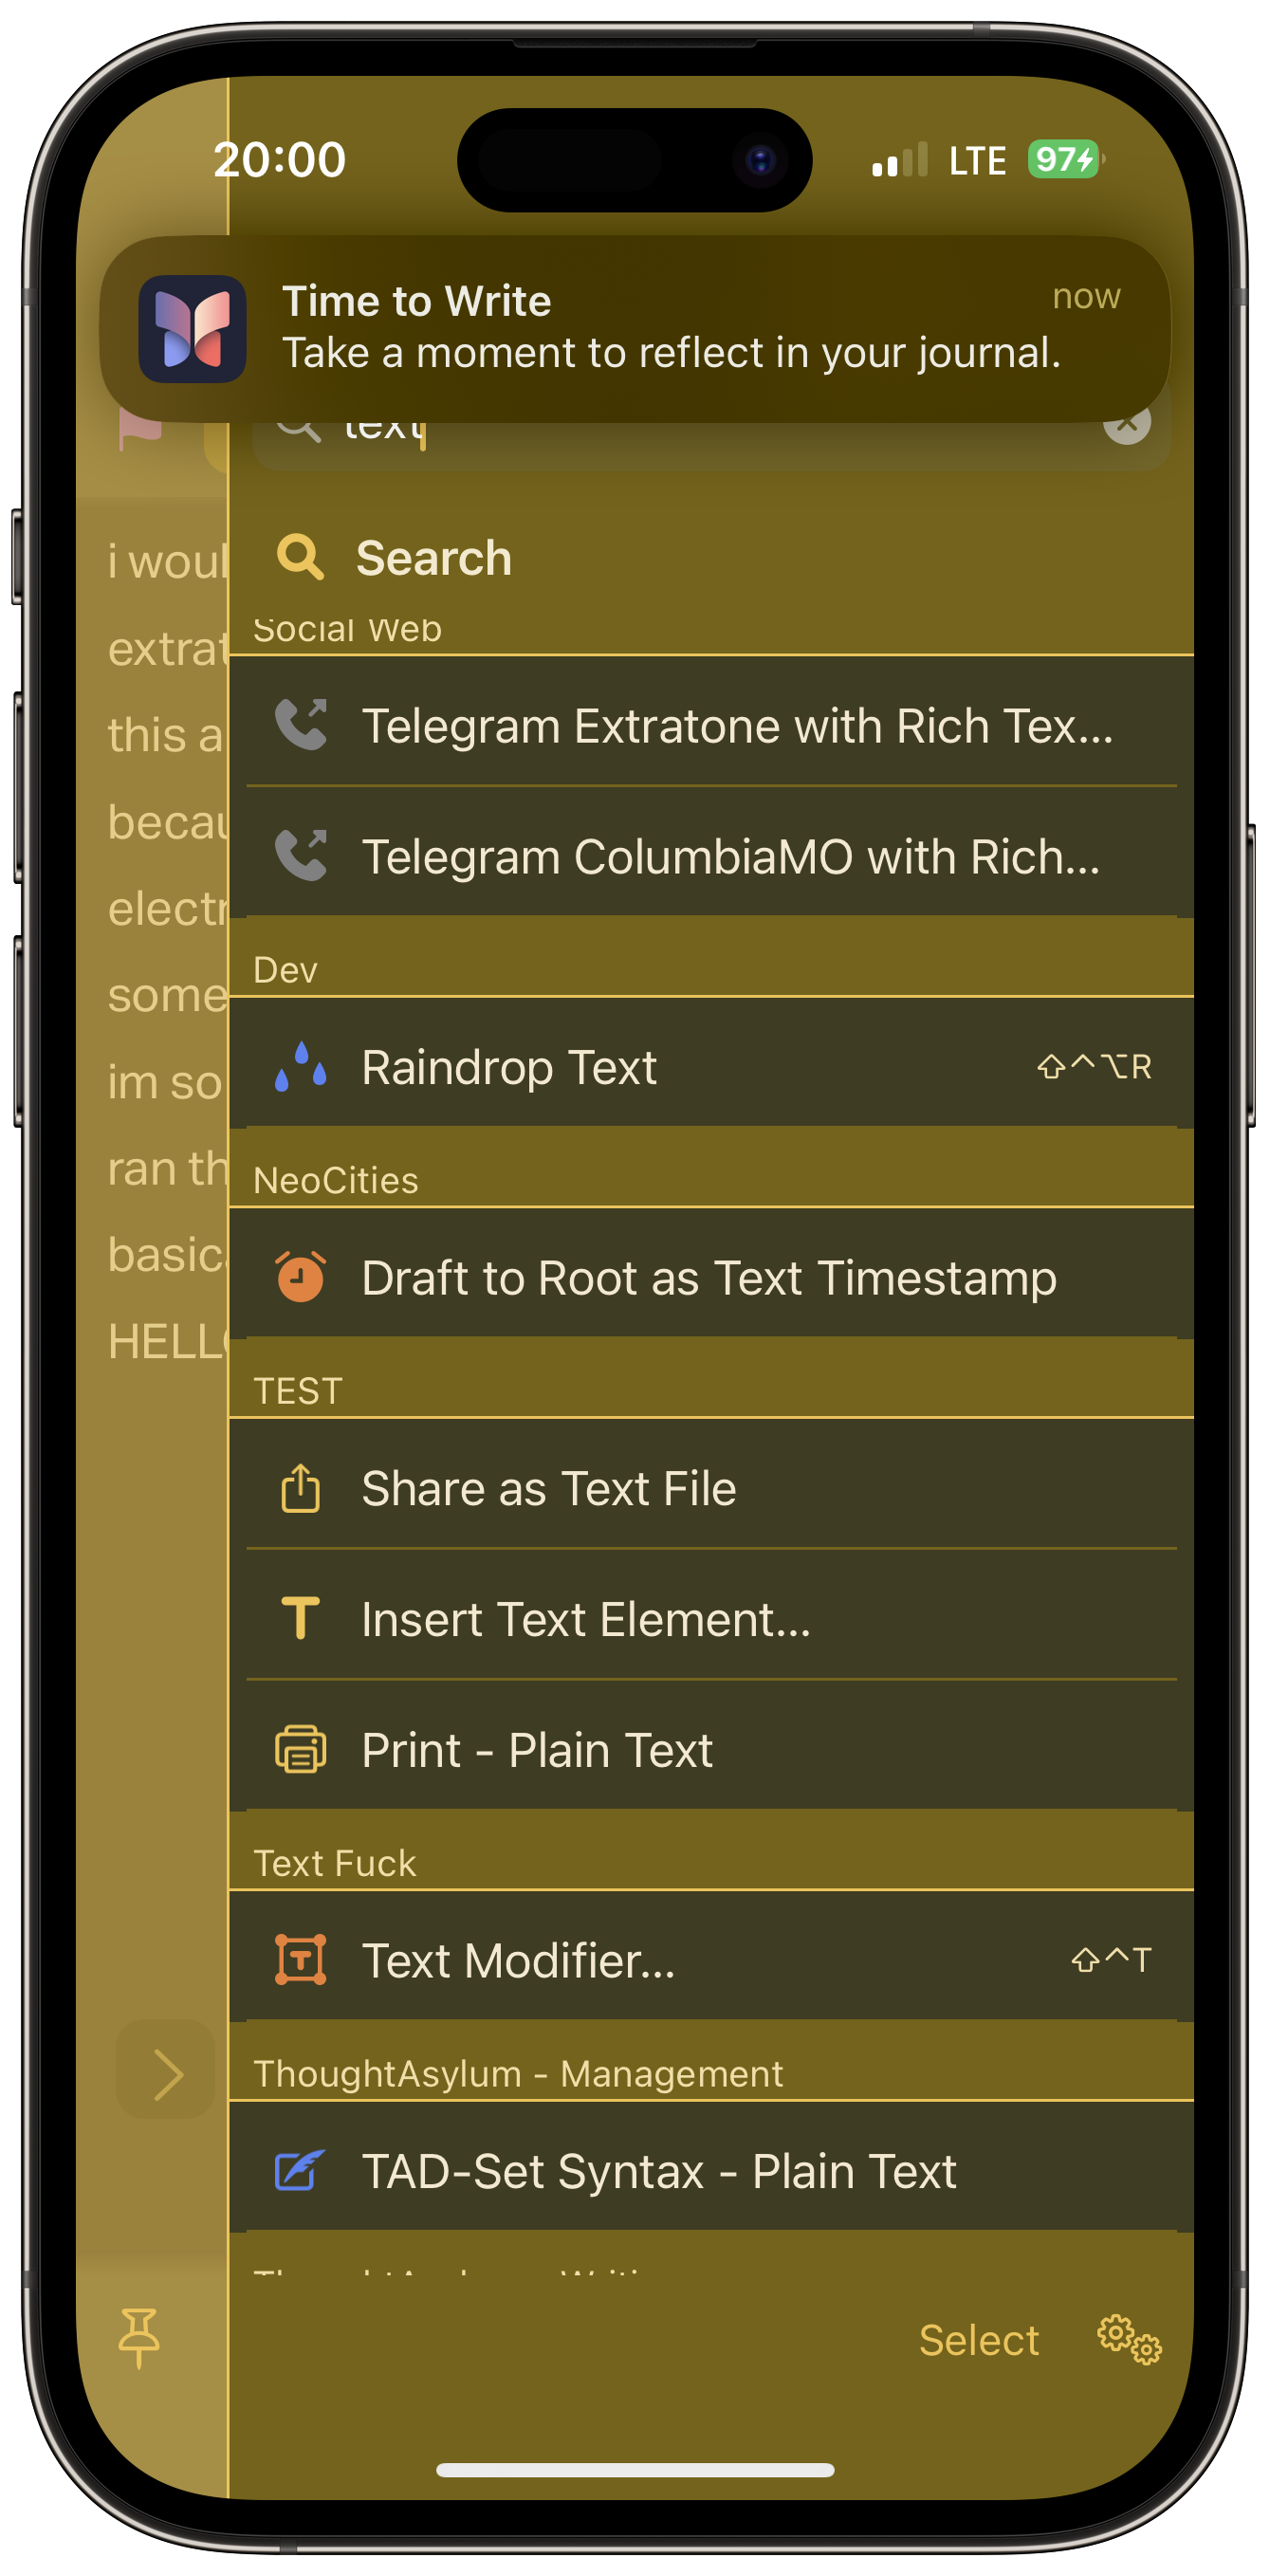 20:00
LTE
97
Time to Write
now
Take a moment to reflect in your journal.
text
Search
Social Web
Telegram Extratone with Rich Tex...
Telegram ColumbiaMO with Rich...
Dev
Raindrop Text
⇧⌃⌥R
NeoCities
Draft to Root as Text Timestamp
TEST
Share as Text File
Insert Text Element...
Print - Plain Text
Text Fuck
Text Modifier...
⇧⌃T
ThoughtAsylum - Management
TAD-Set Syntax - Plain Text
Select
i woul
extrat
this a
becau
electr
some
im so
ran th
basic
HELL